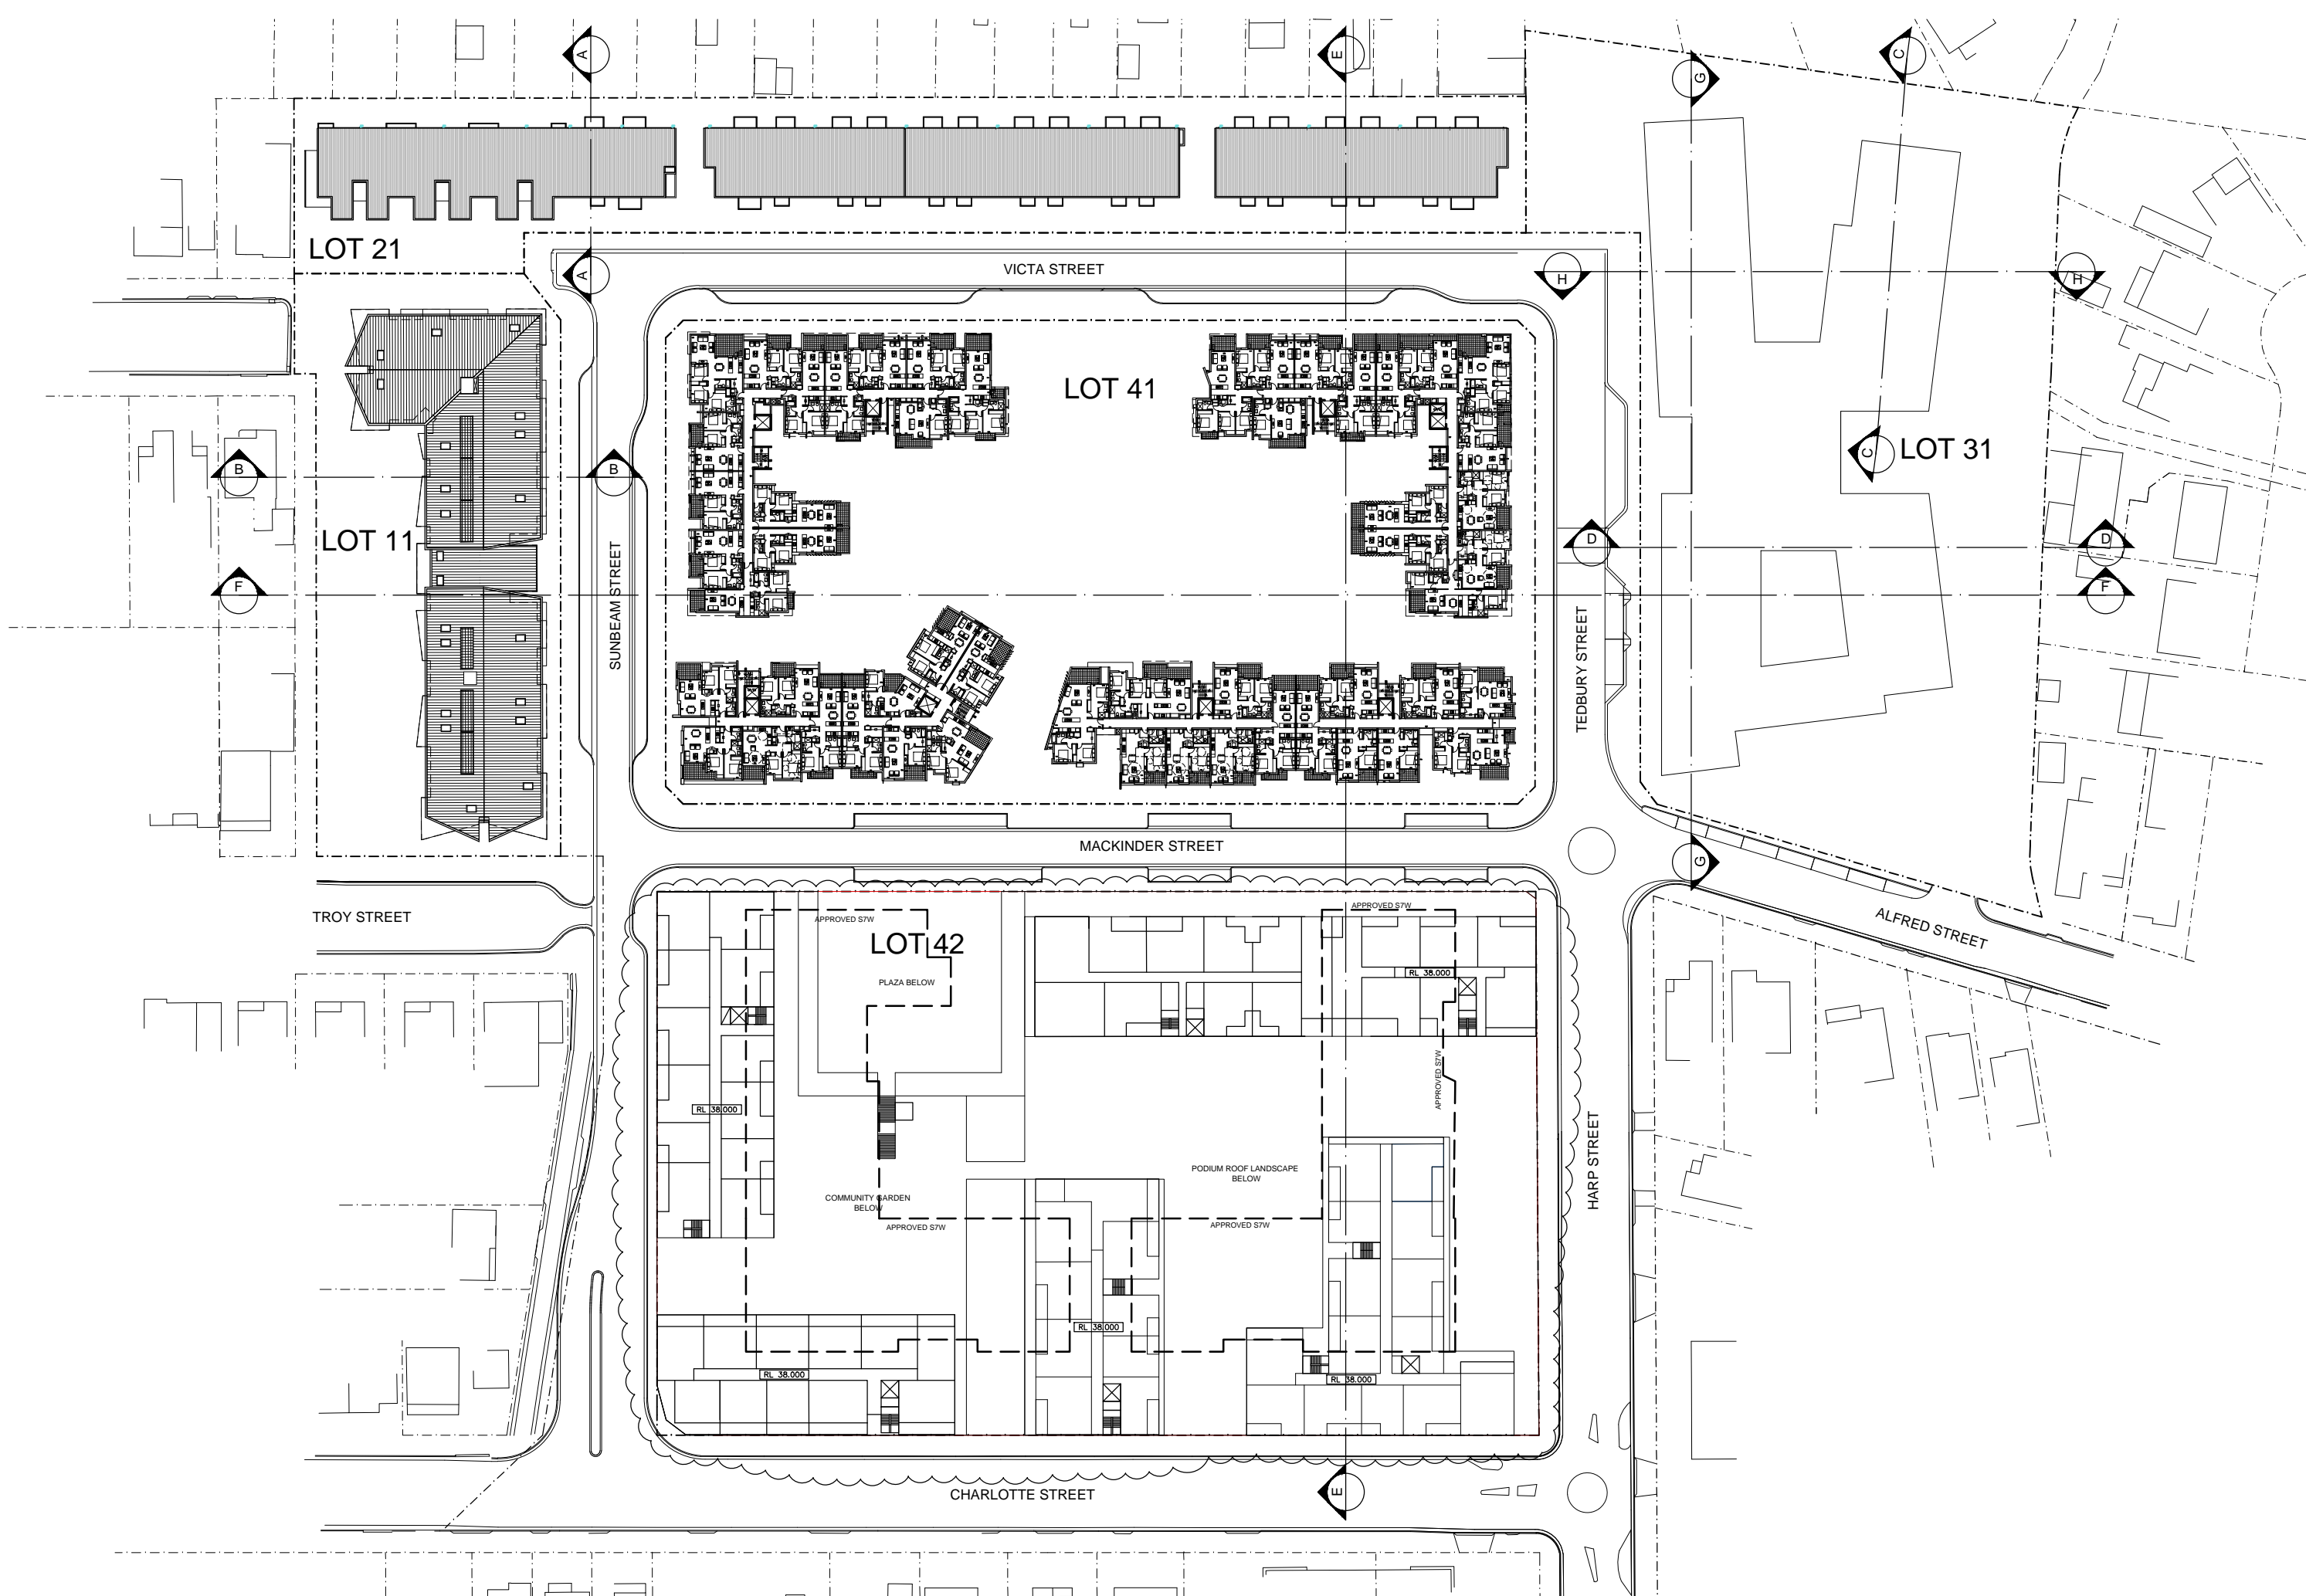 A
E
G
C
LOT 21
A
VICTA STREET
H
H
LOT 41
C
LOT 31
B
B
LOT 11
D
D
F
F
SUNBEAM STREET
TEDBURY STREET
MACKINDER STREET
G
TROY STREET
APPROVED S7W
APPROVED S7W
ALFRED STREET
LOT 42
RL 38.000
PLAZA BELOW
APPROVED S7W
RL 38.000
HARP STREET
PODIUM ROOF LANDSCAPE
BELOW
COMMUNITY GARDEN
BELOW
APPROVED S7W
APPROVED S7W
RL 38.000
RL 38.000
RL 38.000
CHARLOTTE STREET
E